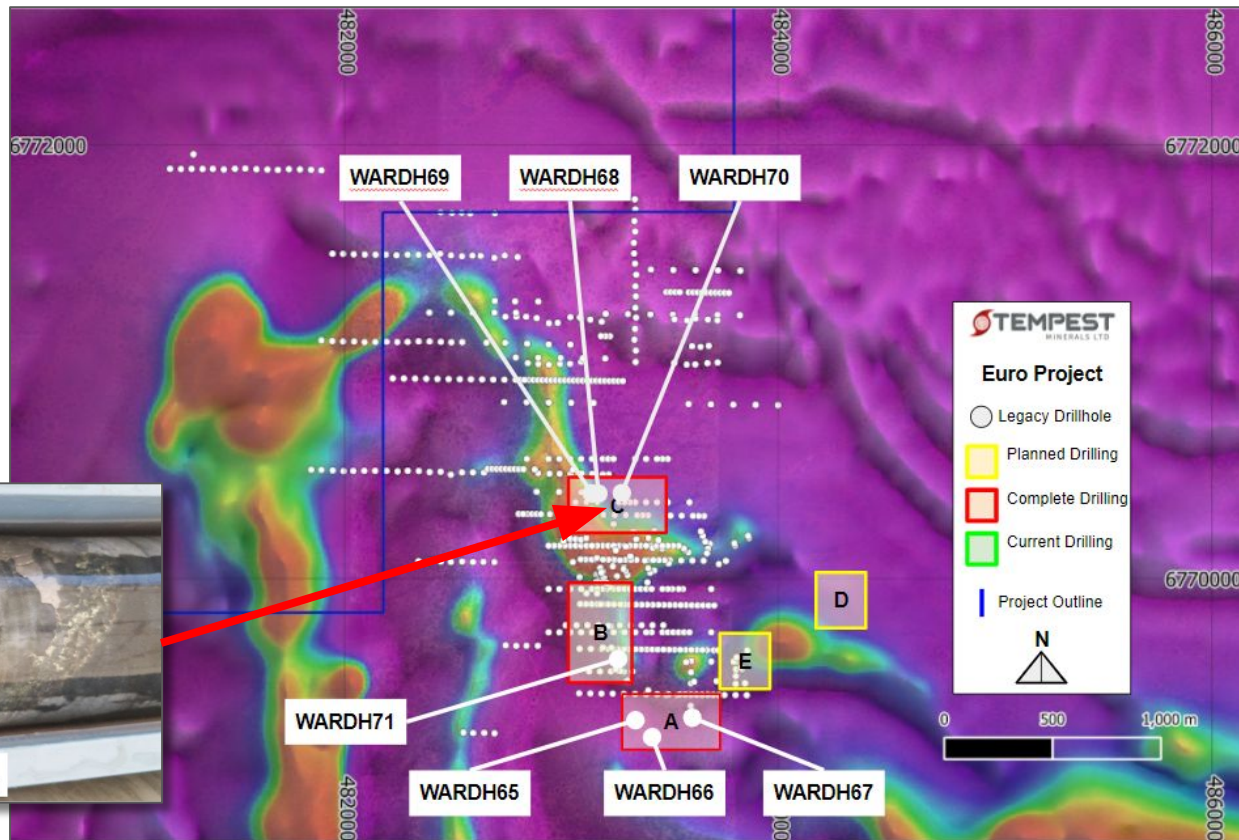 482000
484000
486000
6772000
6772000
WARDH69
WARDH68
WARDH70
TEMPEST
MINERALS LTD
Euro Project
Legacy Drillhole
Planned Drilling
Complete Drilling
Current Drilling
Project Outline
N
0
500
1,000 m
C
6770000
D
B
E
A
WARDH71
WARDH65
WARDH66
WARDH67
482000